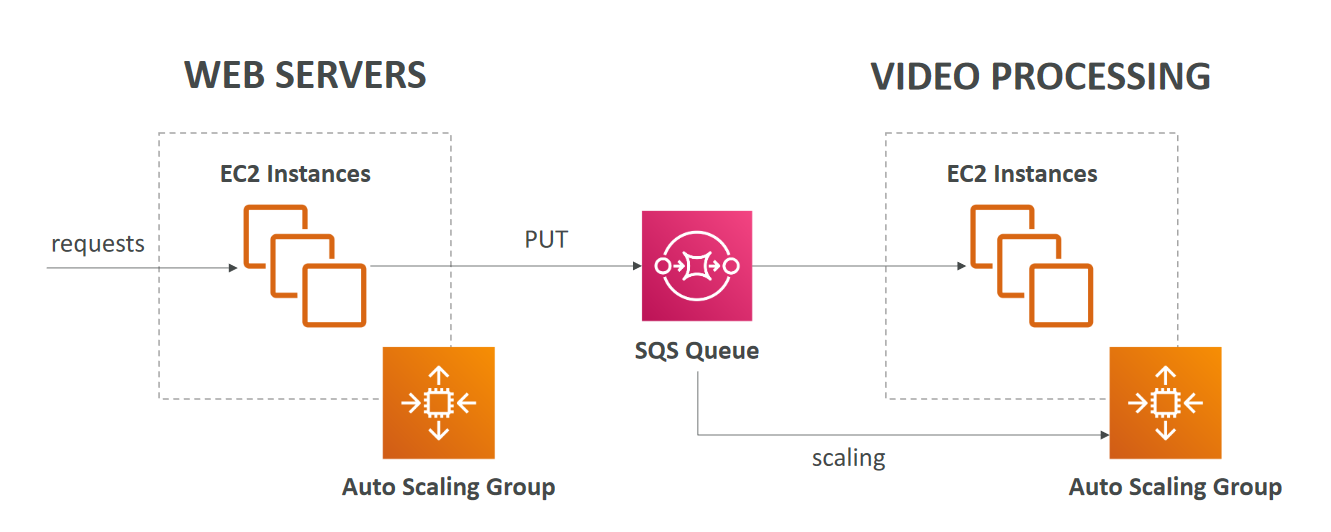 WEB SERVERS
VIDEO PROCESSING
EC2 Instances
EC2 Instances
requests
PUT
SQS Queue
scaling
Auto Scaling Group
Auto Scaling Group